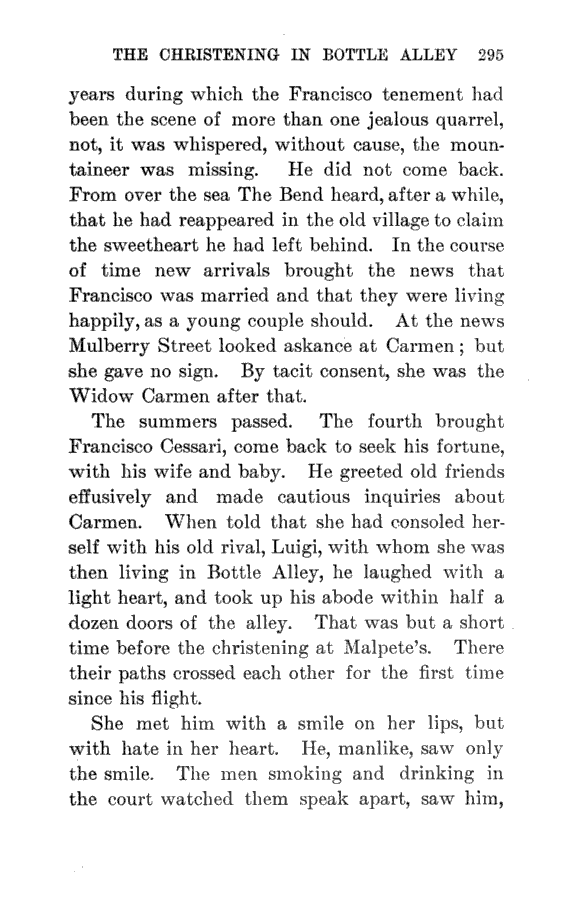 THE CHRISTENING IN BOTTLE ALLEY 295
years during which the Francisco tenement had
been the scene of more than one jealous quarrel,
not, it was whispered, without cause, the moun-
taineer was missing. He did not come back.
From over the sea The Bend heard, after a while,
that he had reappeared in the old village to claim
the sweetheart he had left behind. In the course
of time new arrivals brought the news that
Francisco was married and that they were living
happily, as a young couple should. At the news
Mulberry Street looked askance at Carmen; but
she gave no sign. By tacit consent, she was the
Widow Carmen after that.
The summers passed. The fourth brought
Francisco Cessari, come back to seek his fortune,
with his wife and baby. He greeted old friends
effusively and made cautious inquiries about
Carmen. When told that she had consoled her-
self with his old rival, Luigi, with whom she was
then living in Bottle Alley, he laughed with a
light heart, and took up his abode within half a
dozen doors of the alley. That was but a short
time before the christening at Malpete's. There
their paths crossed each other for the first time
since his flight.
She met him with a smile on her lips, but
with hate in her heart. He, manlike, saw only
the smile. The men smoking and drinking in
the court watched them speak apart, saw him,